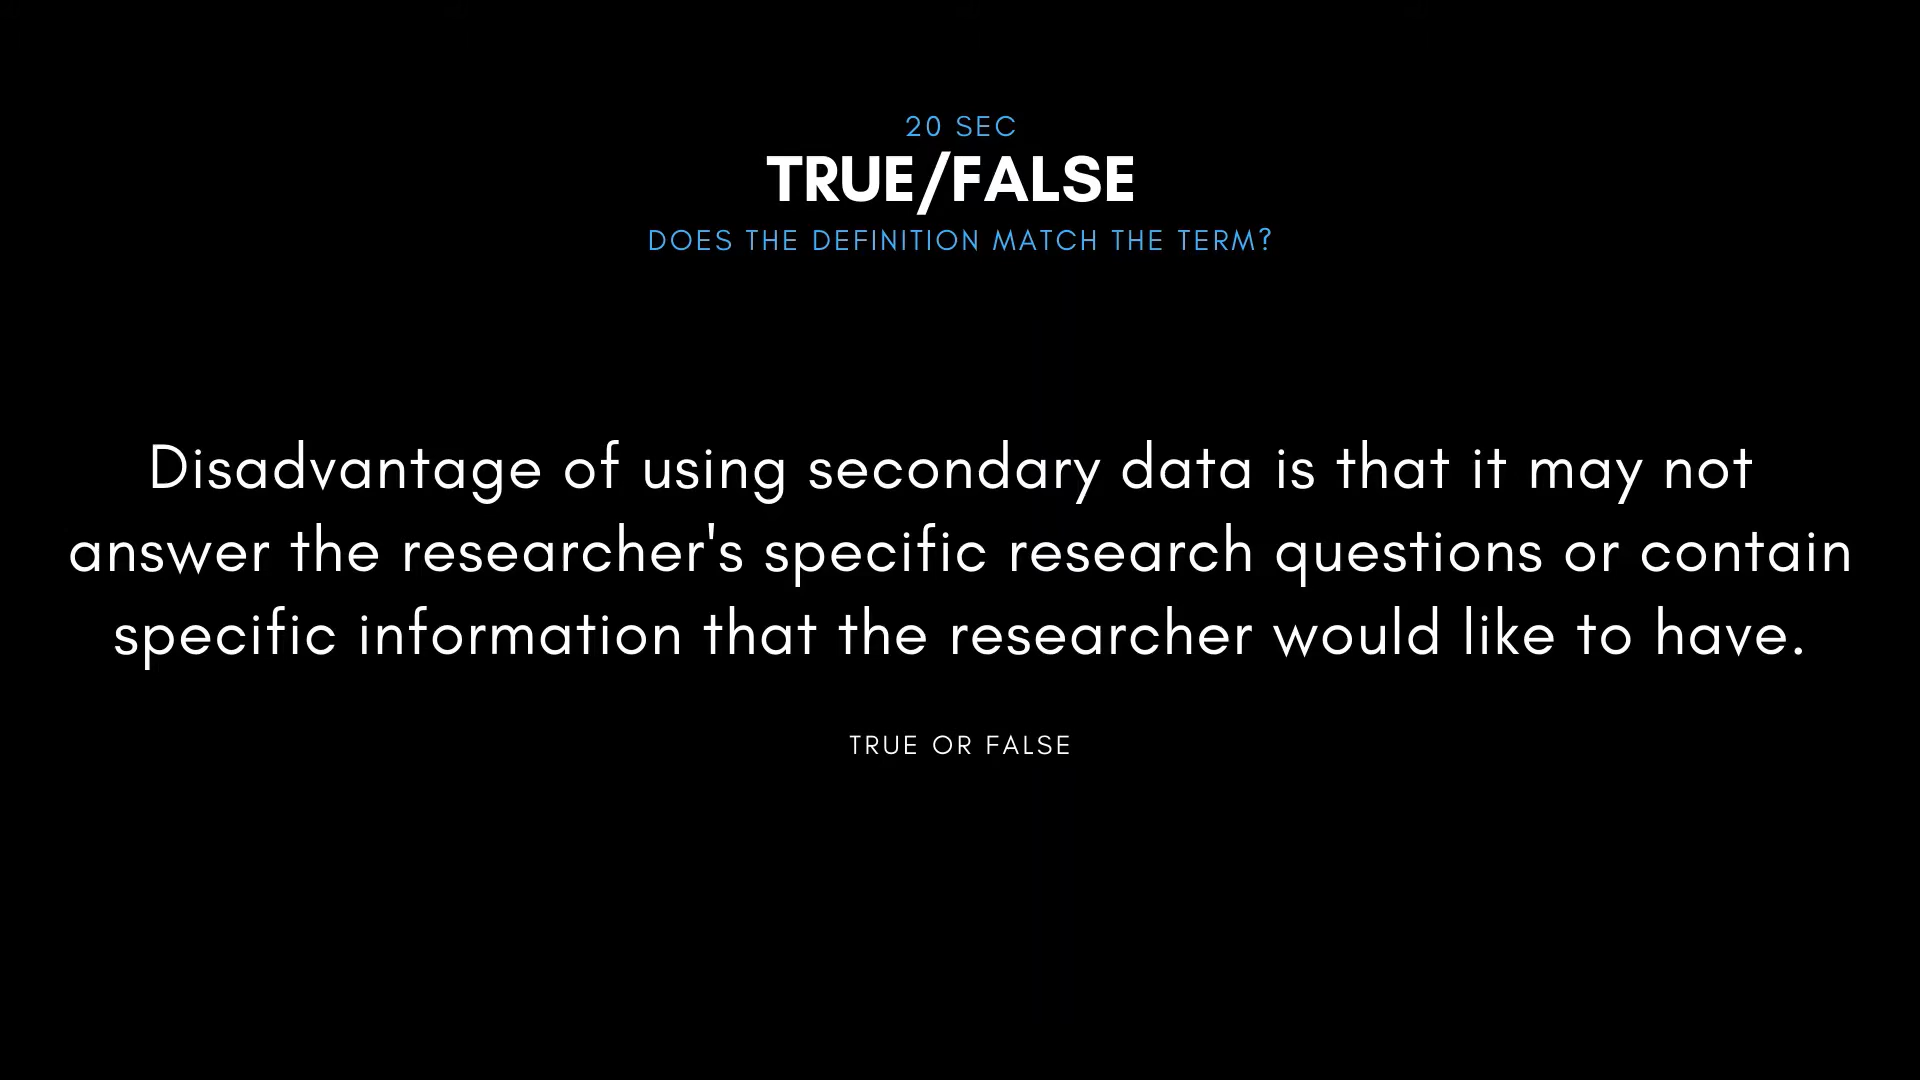 20 SEC
TRUE/FALSE
DOES THE DEFINITION MATCH THE TERM?
Disadvantage of using secondary data is that it may not
answer the researcher's specific research questions or contain
specific information that the researcher would like to have.
TRUE OR FALSE